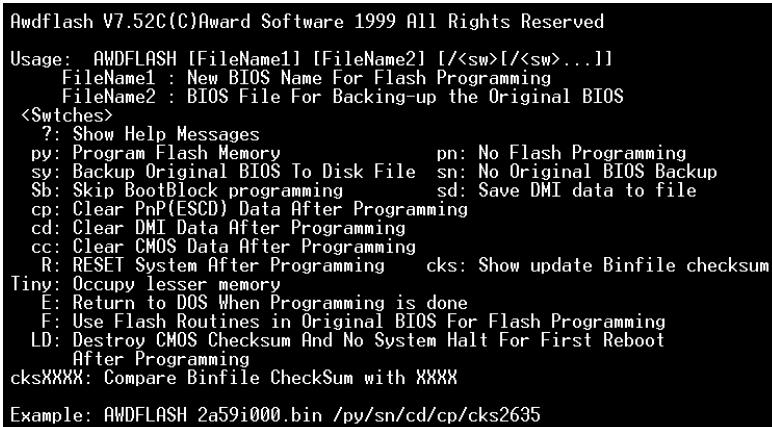 Awdflash V7.52C(C)Award Software 1999 All Rights Reserved
Usage: AWDFLASH [FileName1] [FileName2] [/<sw>[/<sw>...]]
FileName1 : New BIOS Name For Flash Programming
FileName2 : BIOS File For Backing-up the Original BIOS
<Swtches>
?: Show Help Messages
py: Program Flash Memory pn: No Flash Programming
sy: Backup Original BIOS To Disk File sn: No Original BIOS Backup
Sb: Skip BootBlock programming sd: Save DMI data to file
cp: Clear PnP(ESCD) Data After Programming
cd: Clear DMI Data After Programming
cc: Clear CMOS Data After Programming
R: RESET System After Programming cks: Show update Binfile checksum
Tiny: Occupy lesser memory
E: Return to DOS When Programming is done
F: Use Flash Routines in Original BIOS For Flash Programming
LD: Destroy CMOS Checksum And No System Halt For First Reboot
After Programming
cksXXXX: Compare Binfile CheckSum with XXXX
Example: AWDFLASH 2a59i000.bin /py/sn/cd/cp/cks2635